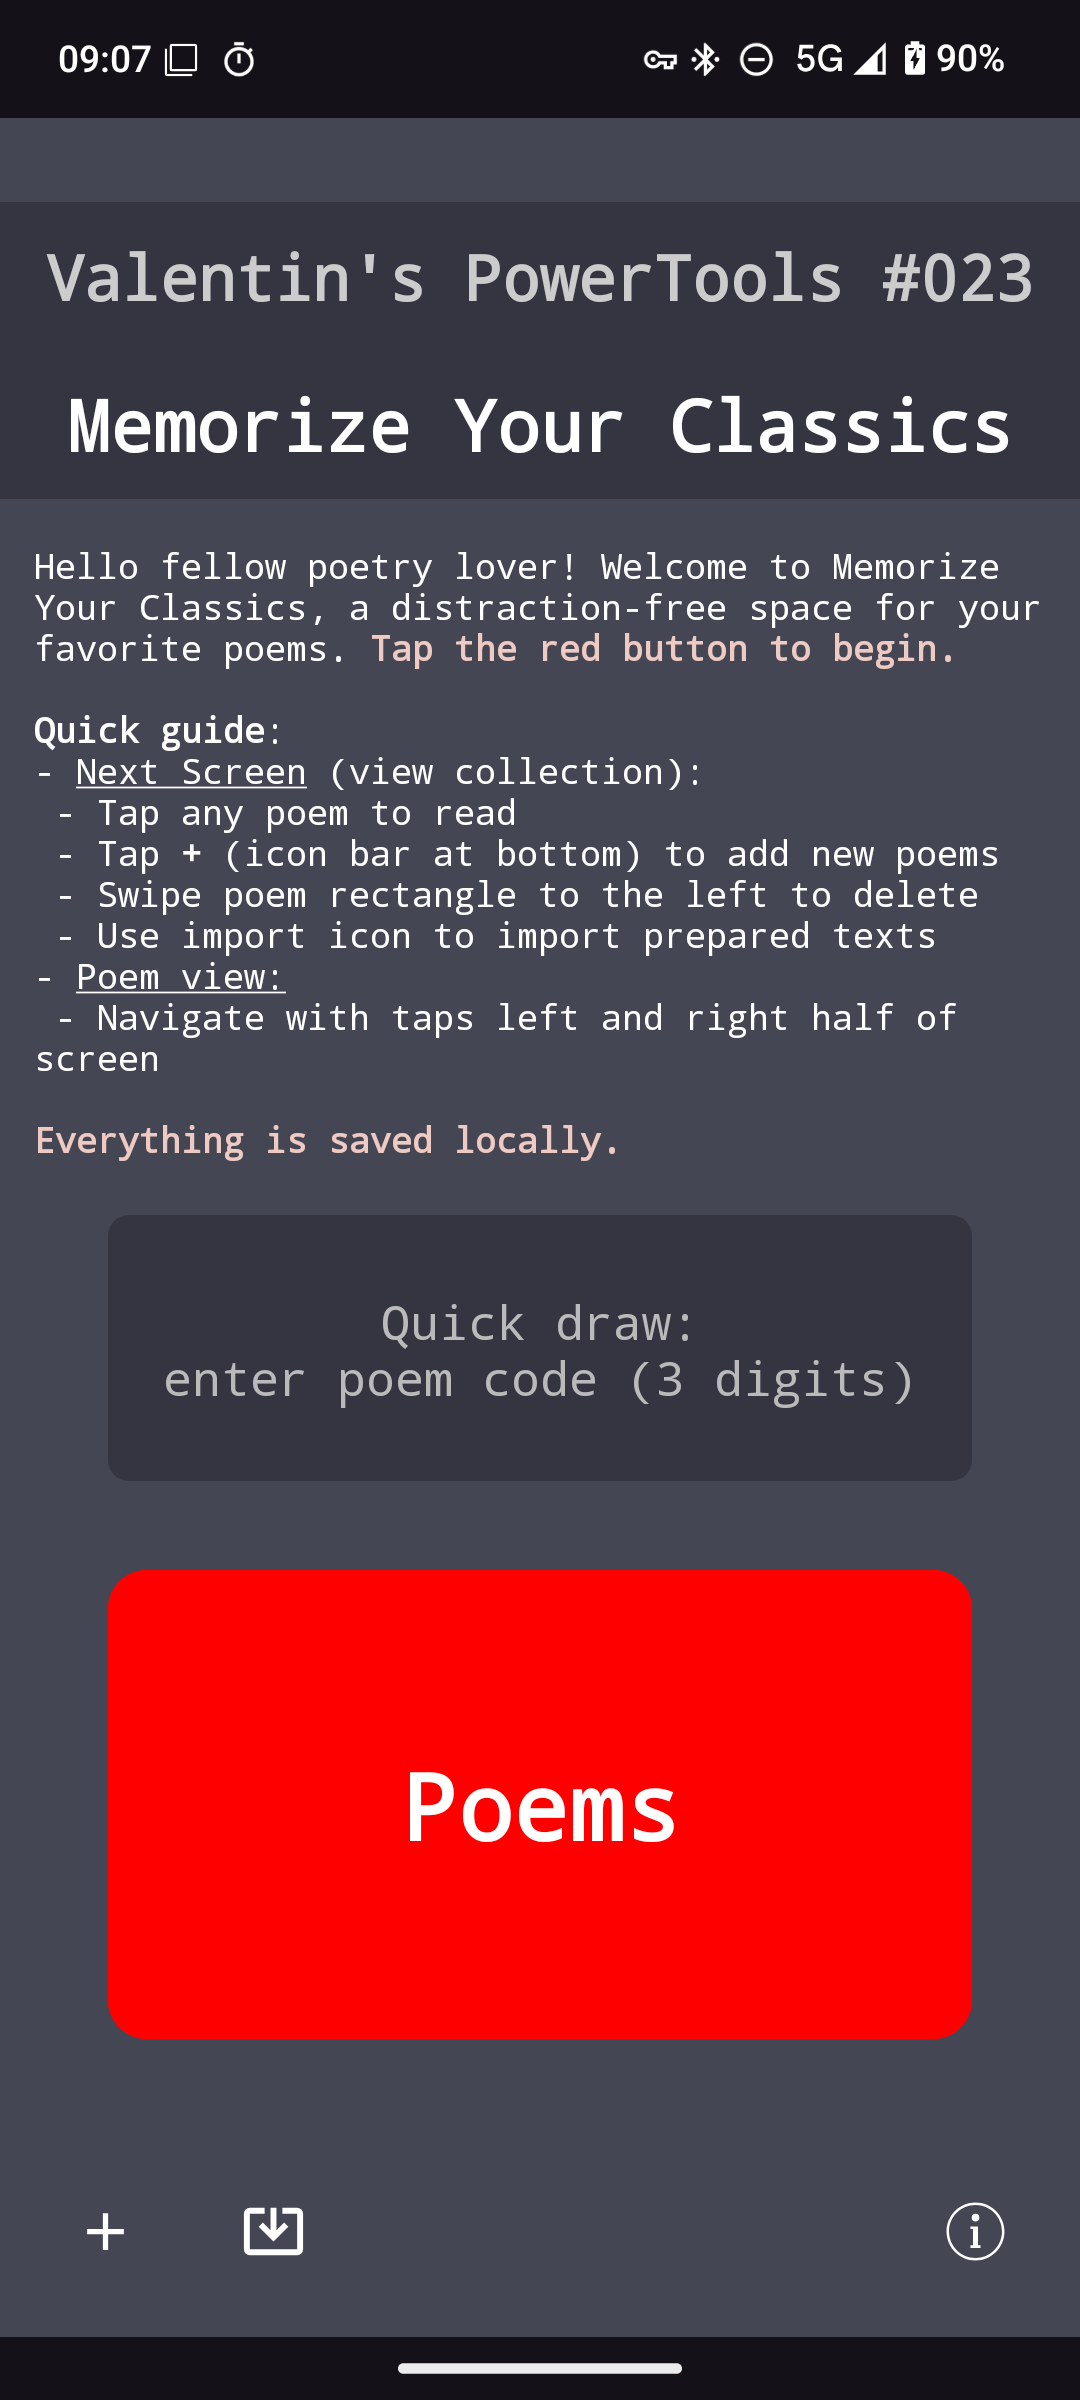 09:07 5G 90%
Valentin's PowerTools #023
Memorize Your Classics
Hello fellow poetry lover! Welcome to Memorize
Your Classics, a distraction-free space for your
favorite poems. Tap the red button to begin.
Quick guide:
- Next Screen (view collection):
- Tap any poem to read
- Tap + (icon bar at bottom) to add new poems
- Swipe poem rectangle to the left to delete
- Use import icon to import prepared texts
- Poem view:
- Navigate with taps left and right half of
screen
Everything is saved locally.
Quick draw:
enter poem code (3 digits)
Poems